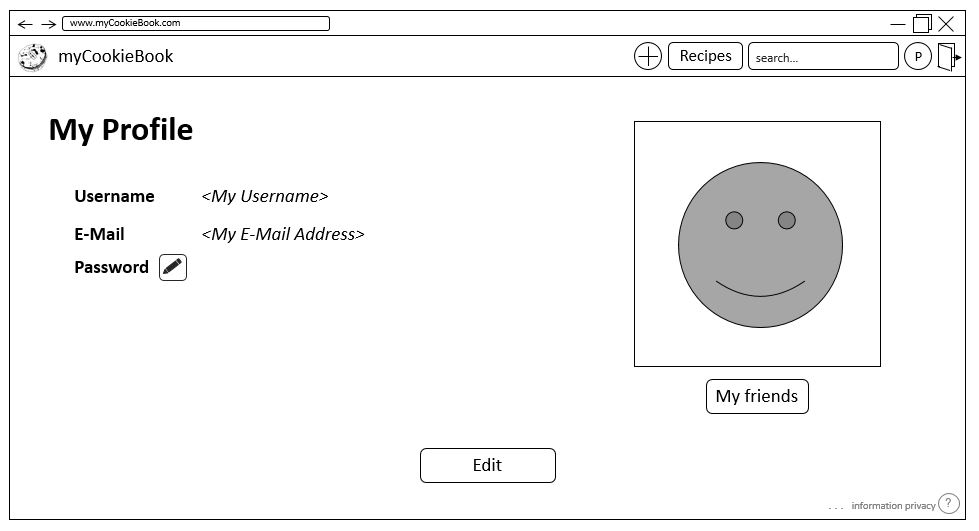 www.myCookieBook.com
myCookieBook
Recipes
search...
P
My Profile
Username <My Username>
E-Mail <My E-Mail Address>
Password
My friends
Edit
... information privacy ?